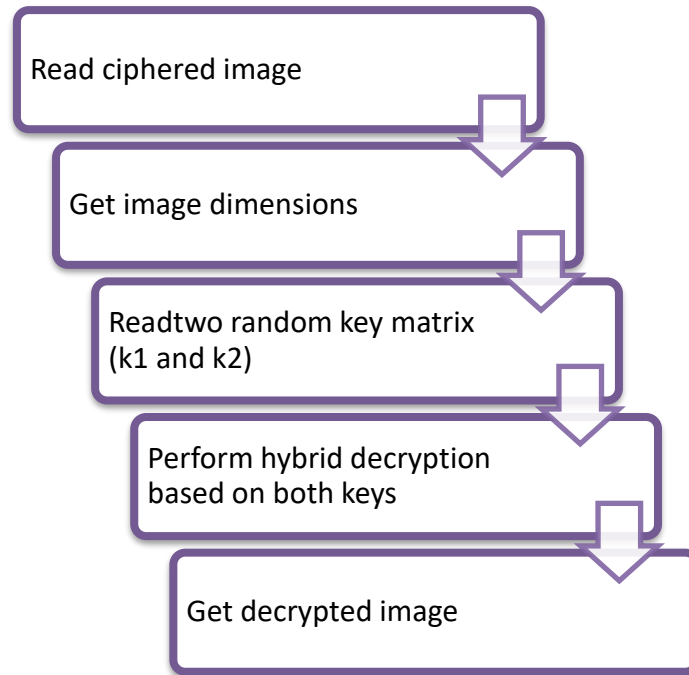 Read ciphered image
Get image dimensions
Readtwo random key matrix
(k1 and k2)
Perform hybrid decryption
based on both keys
Get decrypted image